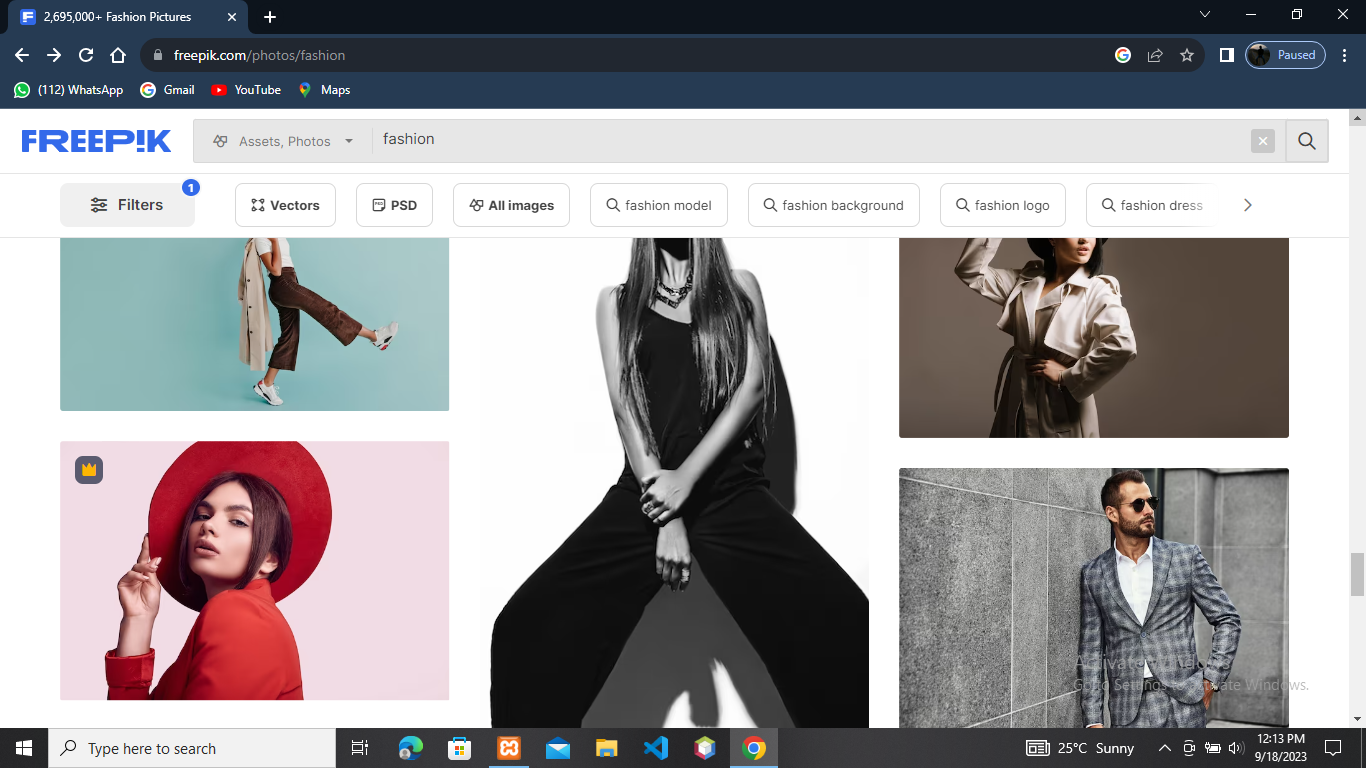 2,695,000+ Fashion Pictures
freepik.com/photos/fashion
Paused
(112) WhatsApp
Gmail
YouTube
Maps
FREEPIK
Assets, Photos
fashion
Filters
1
Vectors
PSD
All images
fashion model
fashion background
fashion logo
fashion dress
Activate Windows
Go to Settings to activate Windows.
Type here to search
25°C Sunny
12:13 PM
9/18/2023